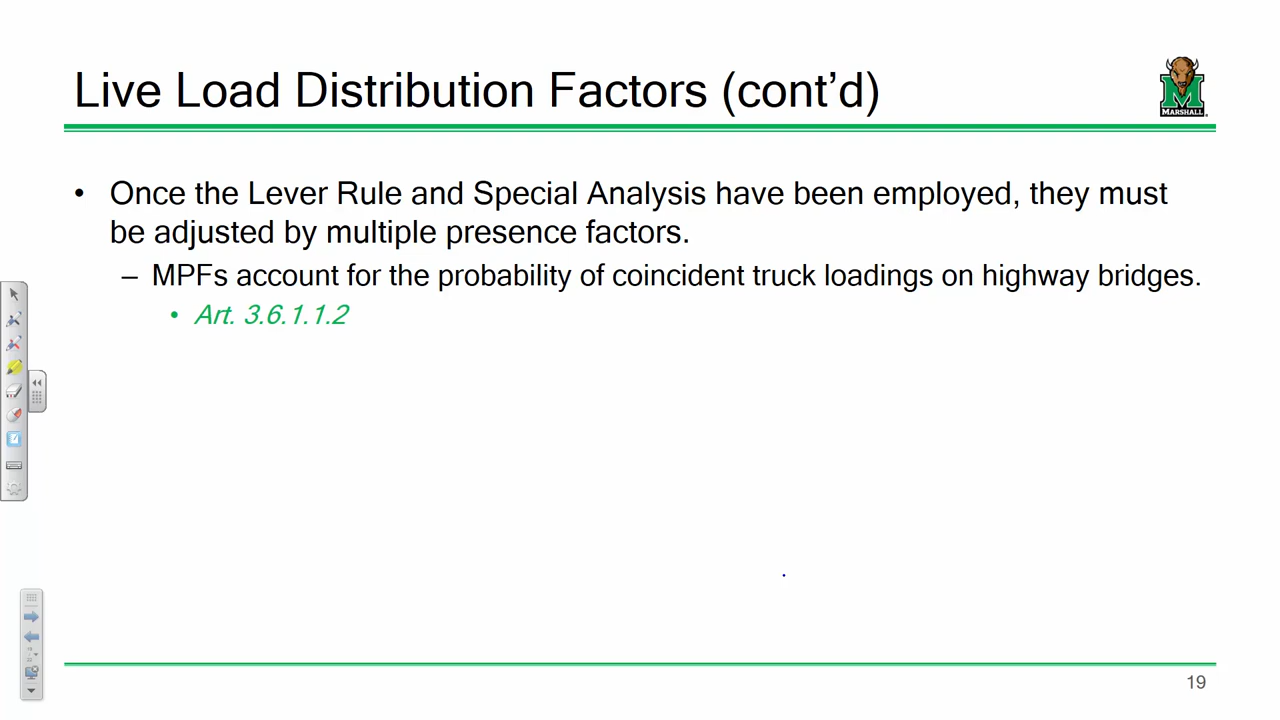 Live Load Distribution Factors (cont’d)
MARSHALL
• Once the Lever Rule and Special Analysis have been employed, they must
be adjusted by multiple presence factors.
– MPFs account for the probability of coincident truck loadings on highway bridges.
• Art. 3.6.1.1.2
19